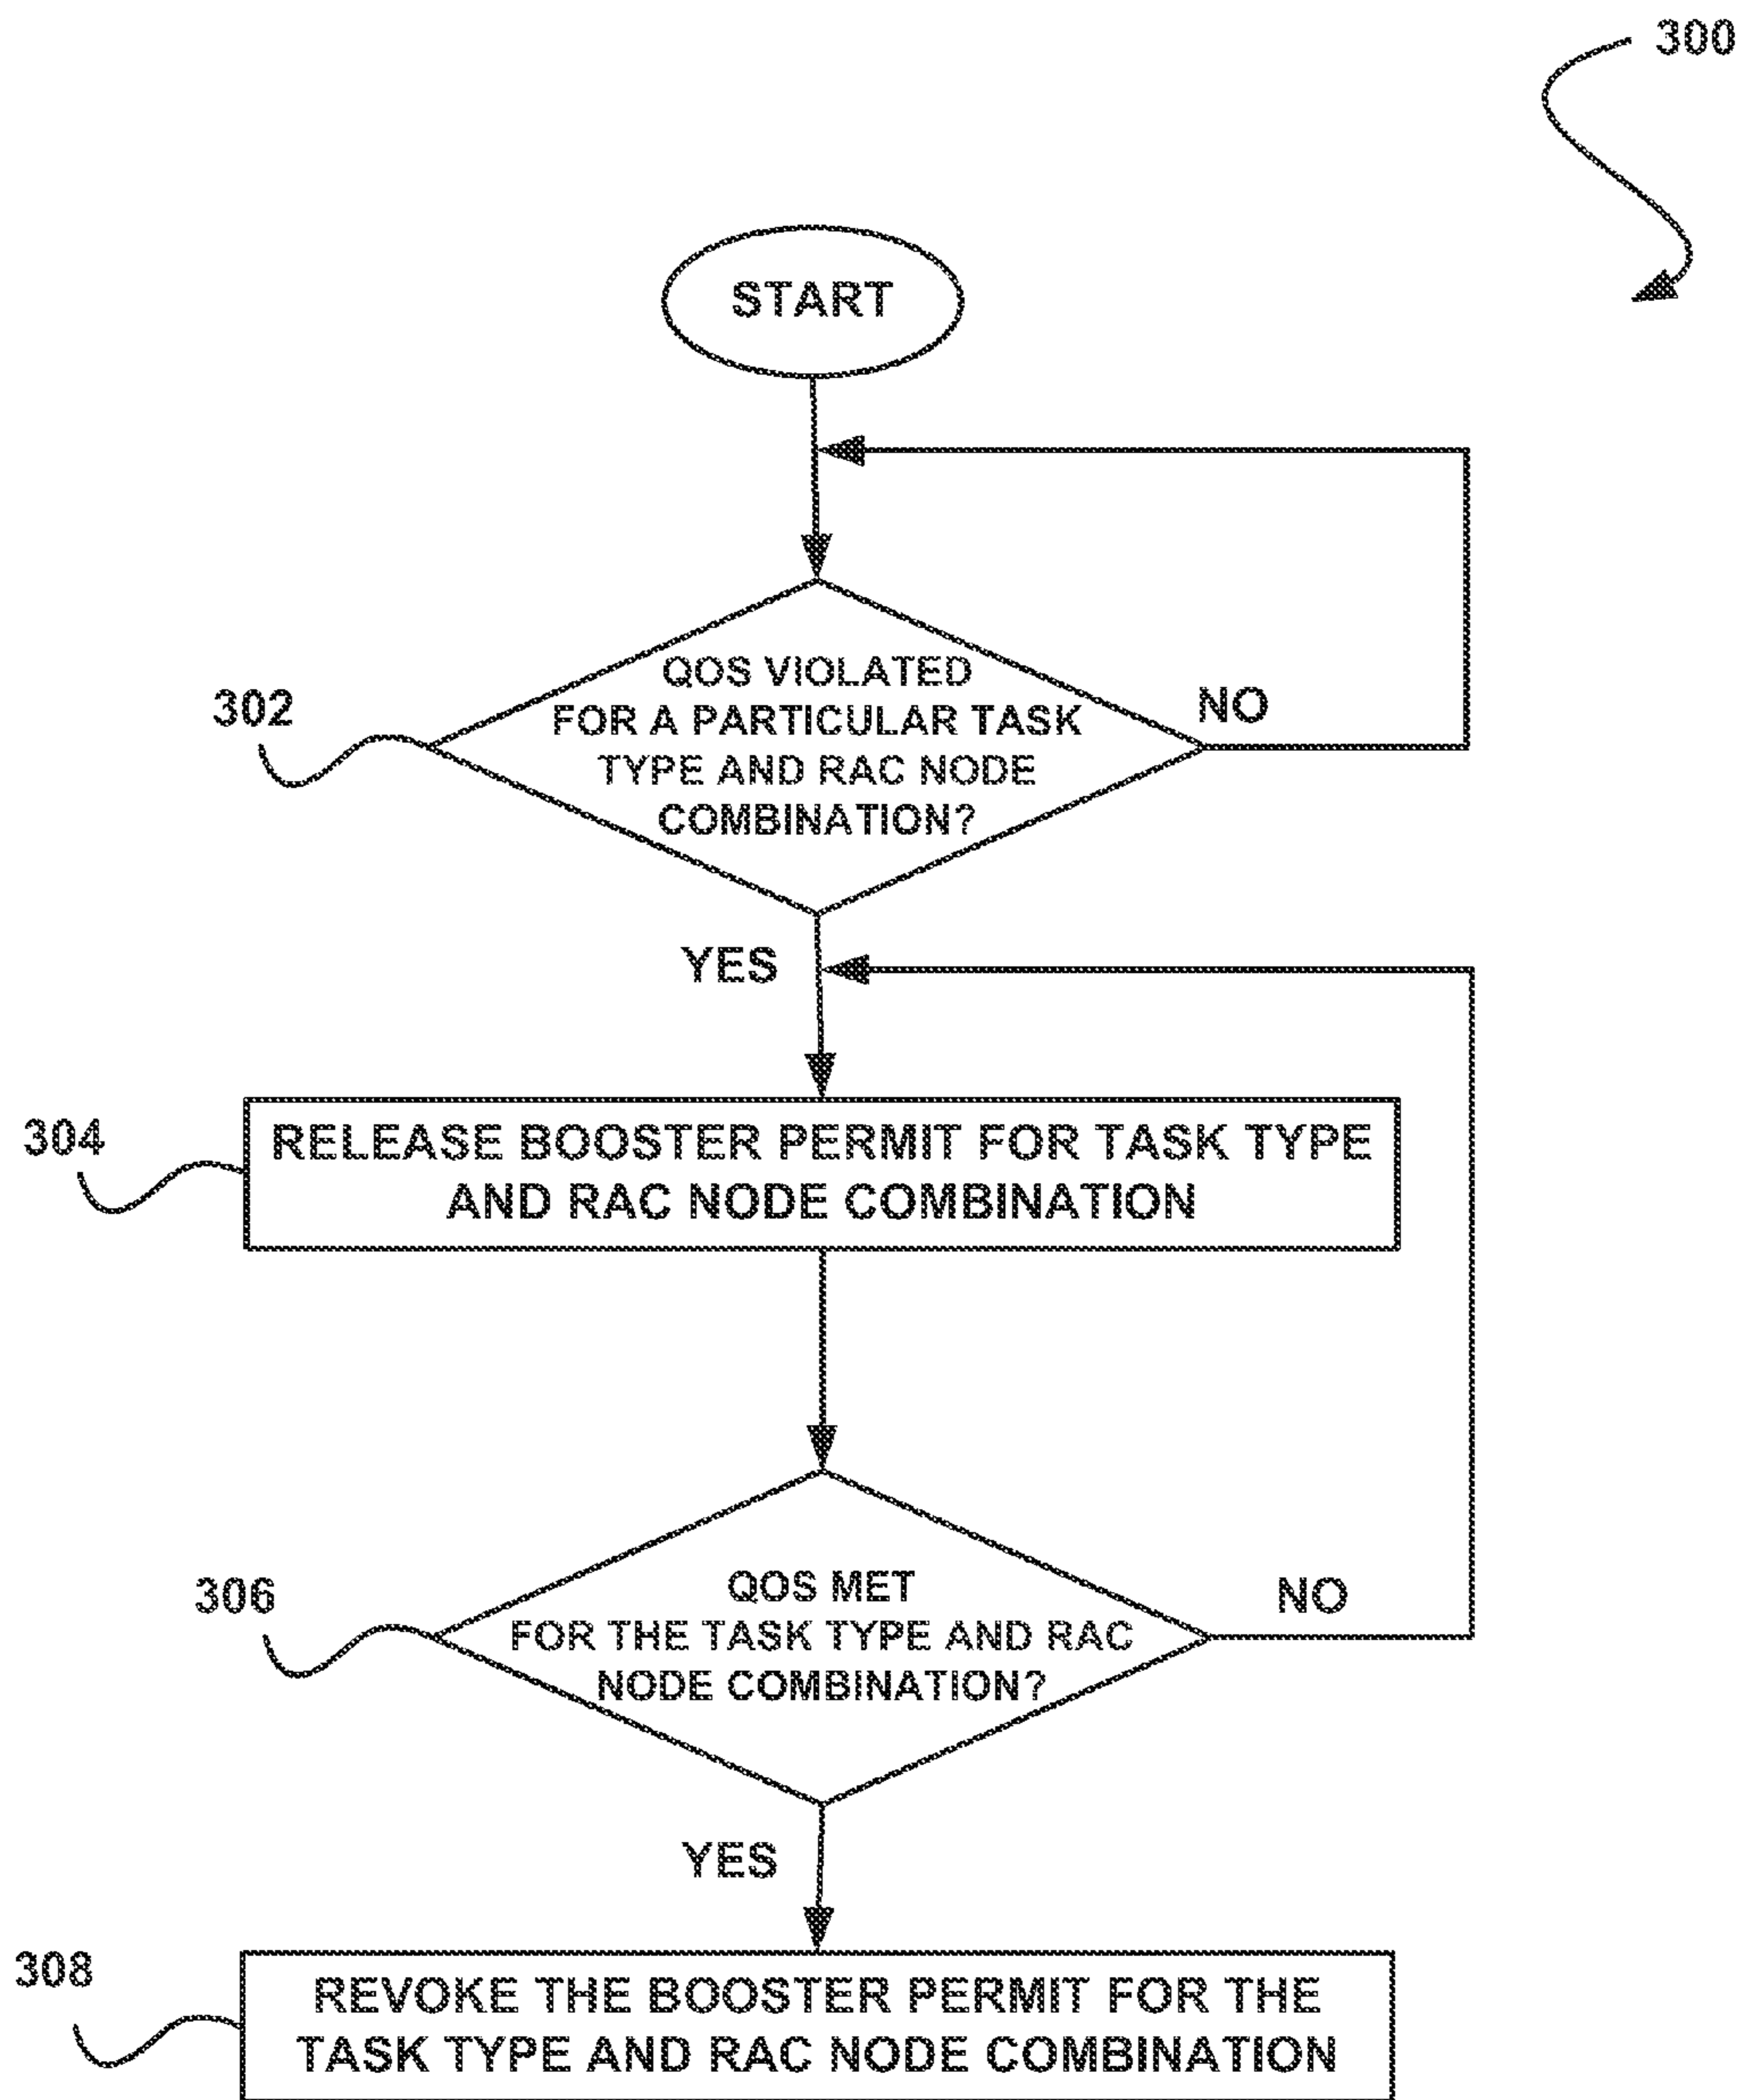 300
START
QOS VIOLATED
FOR A PARTICULAR TASK
TYPE AND RAC NODE
COMBINATION?
302
NO
YES
RELEASE BOOSTER PERMIT FOR TASK TYPE
AND RAC NODE COMBINATION
304
QOS MET
FOR THE TASK TYPE AND RAC
NODE COMBINATION?
306
NO
YES
REVOKE THE BOOSTER PERMIT FOR THE
TASK TYPE AND RAC NODE COMBINATION
308